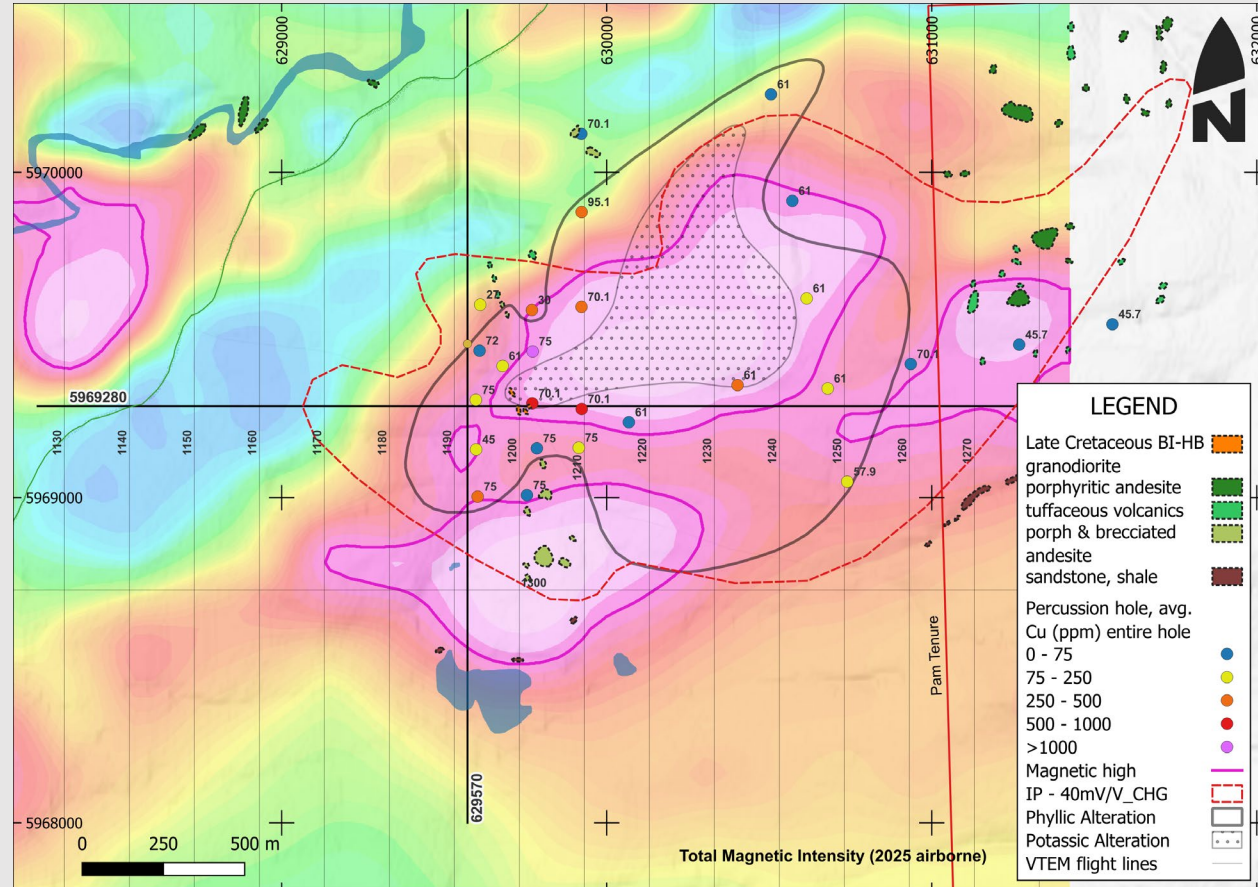 629000
630000
631000
632000
N
61
70.1
5970000
95.1
61
27
30
70.1
61
72
75
61
70.1
45.7
45.7
61
61
75
70.1
70.1
61
5969280
1130
1140
1150
1160
1170
1180
1190
1200
1210
1220
1230
1240
1250
1260
1270
45
75
75
57.9
5969000
75
75
1300
Pam Tenure
629570
5968000
0 250 500 m
Total Magnetic Intensity (2025 airborne)
LEGEND
Late Cretaceous BI-HB
granodiorite
porphyritic andesite
tuffaceous volcanics
porph & brecciated
andesite
sandstone, shale
Percussion hole, avg.
Cu (ppm) entire hole
0 - 75
75 - 250
250 - 500
500 - 1000
>1000
Magnetic high
IP - 40mV/V_CHG
Phyllic Alteration
Potassic Alteration
VTEM flight lines